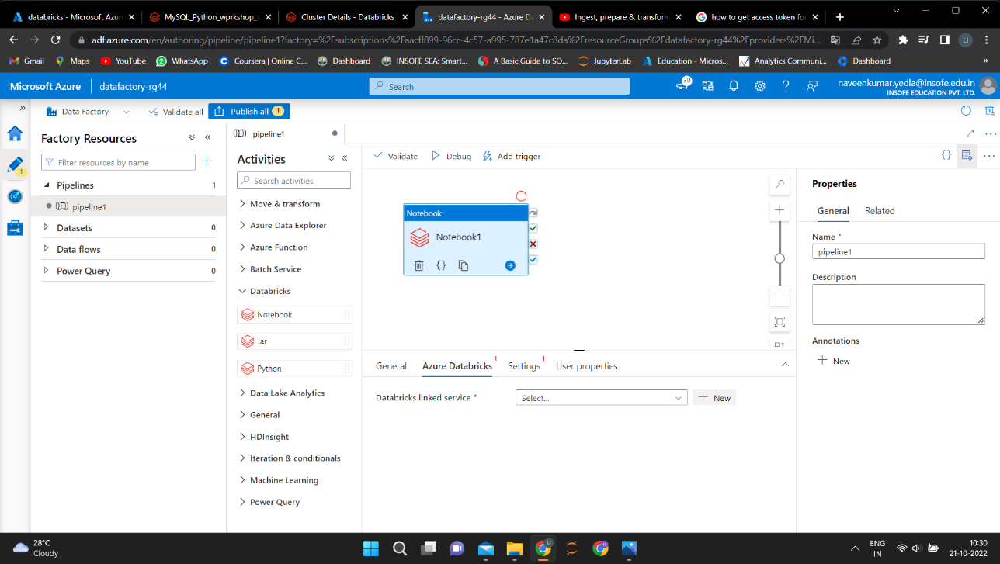 databricks - Microsoft Azur
MySQL_Python_wprkshop_
Cluster Details - Databricks
datafactory-rg44 - Azure Da
Ingest, prepare & transform
how to get access token fo
adf.azure.com/en/authoring/pipeline/pipeline1?factory=%2Fsubscriptions%2Faacff899-96cc-4c57-a995-787e1a47c8da%2FresourceGroups%2Fdatafactory-rg44%2Fproviders%2FMi...
U
Gmail
Maps
YouTube
WhatsApp
Coursera | Online C...
Dashboard
INSOFE SEA: Smart...
A Basic Guide to SQ...
JupyterLab
Education - Micros...
Analytics Communi...
Dashboard
»
Microsoft Azure
datafactory-rg44
Search
30
naveenkumar.yedla@insofe.edu.in
INSOFE EDUCATION PVT. LTD.
Data Factory
Validate all
Publish all 1
1
Factory Resources
Filter resources by name
Pipelines 1
pipeline1
Datasets 0
Data flows 0
Power Query 0
pipeline1
Activities
Search activities
Move & transform
Azure Data Explorer
Azure Function
Batch Service
Databricks
Notebook
Jar
Python
Data Lake Analytics
General
HDInsight
Iteration & conditionals
Machine Learning
Power Query
Validate
Debug
Add trigger
Notebook
Notebook1
General
Azure Databricks 1
Settings 1
User properties
Databricks linked service *
Select...
New
Properties
General
Related
Name *
pipeline1
Description
Annotations
New
28°C
Cloudy
ENG
IN
10:30
21-10-2022